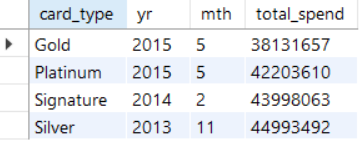 card_type yr mth total_spend
Gold 2015 5 38131657
Platinum 2015 5 42203610
Signature 2014 2 43998063
Silver 2013 11 44993492